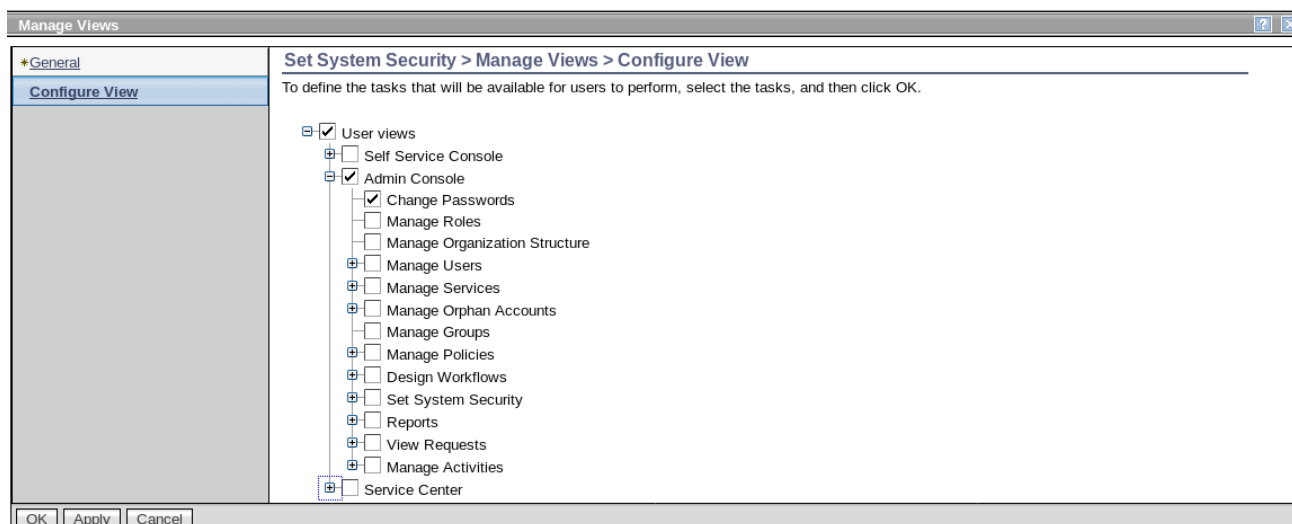 Manage Views
General
Configure View
Set System Security > Manage Views > Configure View
To define the tasks that will be available for users to perform, select the tasks, and then click OK.
User views
Self Service Console
Admin Console
Change Passwords
Manage Roles
Manage Organization Structure
Manage Users
Manage Services
Manage Orphan Accounts
Manage Groups
Manage Policies
Design Workflows
Set System Security
Reports
View Requests
Manage Activities
Service Center
OK Apply Cancel